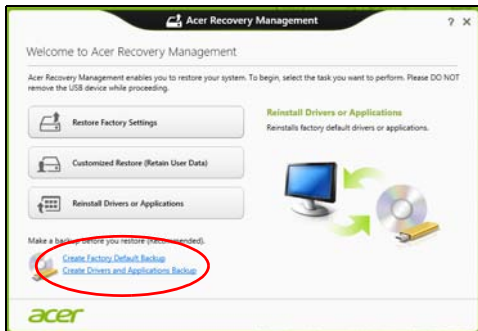 Acer Recovery Management
? X
Welcome to Acer Recovery Management
Acer Recovery Management enables you to restore your system. To begin, select the task you want to perform. Please DO NOT
remove the USB device while proceeding.
Restore Factory Settings
Customized Restore (Retain User Data)
Reinstall Drivers or Applications
Reinstall Drivers or Applications
Reinstalls factory default drivers or applications.
Make a backup before you restore (Recommended).
Create Factory Default Backup
Create Drivers and Applications Backup
acer